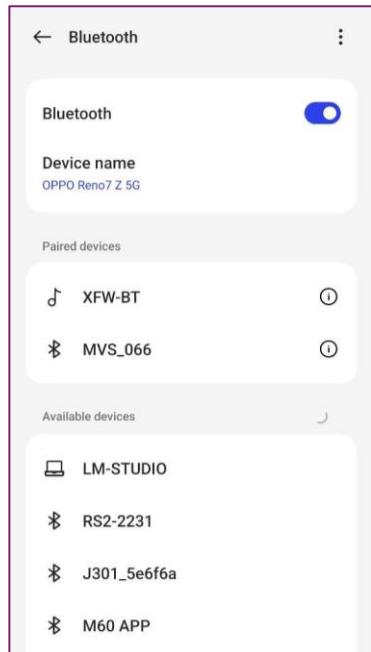 Bluetooth
Bluetooth
Device name
OPPO Reno7 Z 5G
Paired devices
XFW-BT
MVS_066
Available devices
LM-STUDIO
RS2-2231
J301_5e6f6a
M60 APP